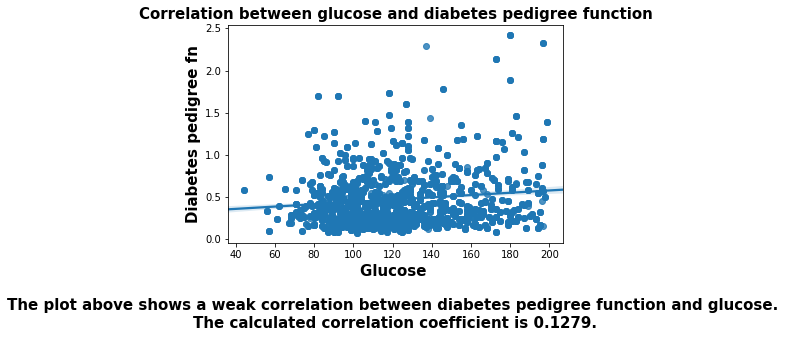 Correlation between glucose and diabetes pedigree function
Diabetes pedigree fn
2.5
2.0
1.5
1.0
0.5
0.0
40 60 80 100 120 140 160 180 200
Glucose
The plot above shows a weak correlation between diabetes pedigree function and glucose.
The calculated correlation coefficient is 0.1279.